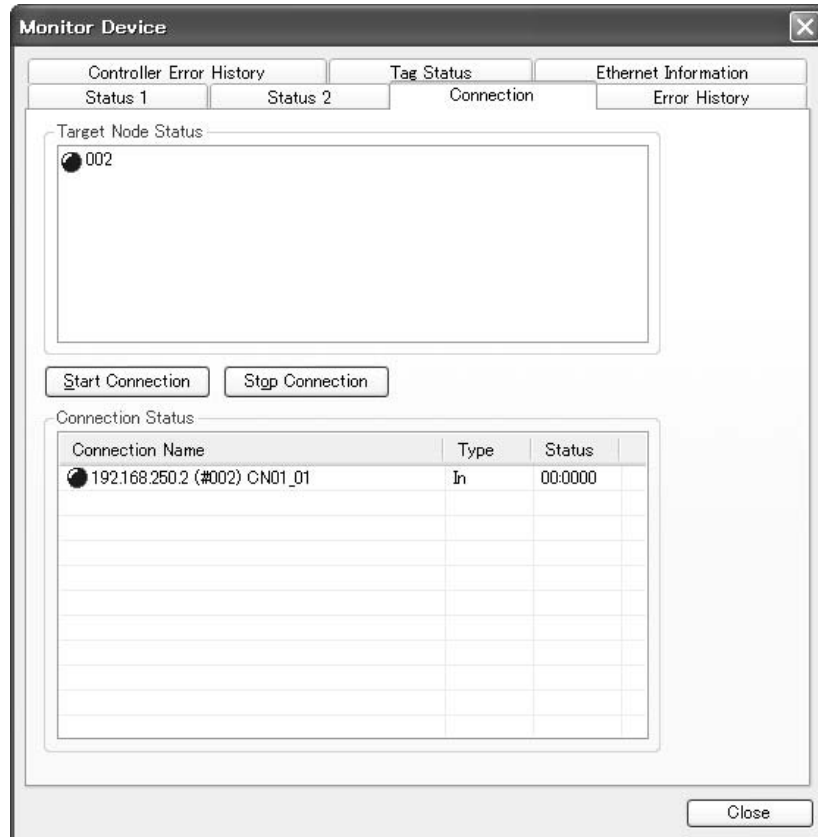 Monitor Device
Controller Error History Tag Status Ethernet Information
Status 1 Status 2 Connection Error History
Target Node Status
002
Start Connection Stop Connection
Connection Status
Connection Name Type Status
192.168.250.2 (#002) CN01_01 In 00:0000
Close